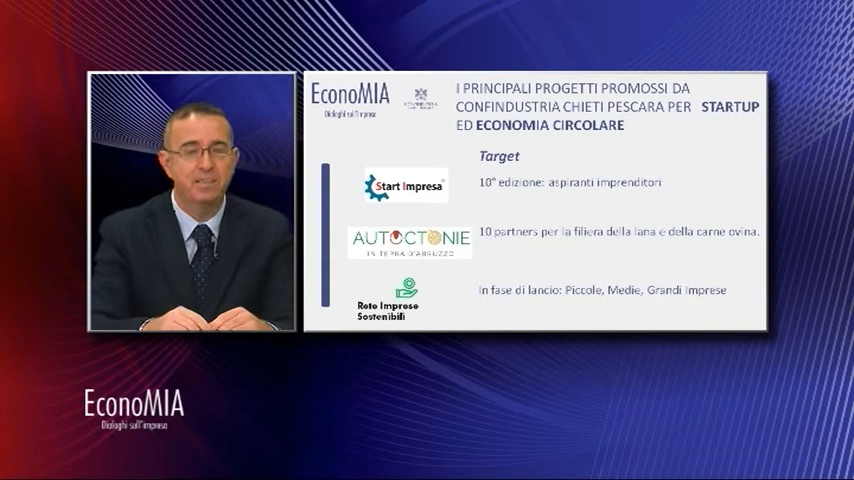 EconoMIA
Dialoghi sull'impresa
I PRINCIPALI PROGETTI PROMOSSI DA
CONFINDUSTRIA CHIETI PESCARA PER STARTUP
ED ECONOMIA CIRCOLARE
Target
Start Impresa
10° edizione: aspiranti imprenditori
AUTOCTONIE
IN TERRA D'ABRUZZO
10 partners per la filiera della lana e della carne ovina.
Rete Imprese
Sostenibili
In fase di lancio: Piccole, Medie, Grandi Imprese
EconoMIA
Dialoghi sull'impresa